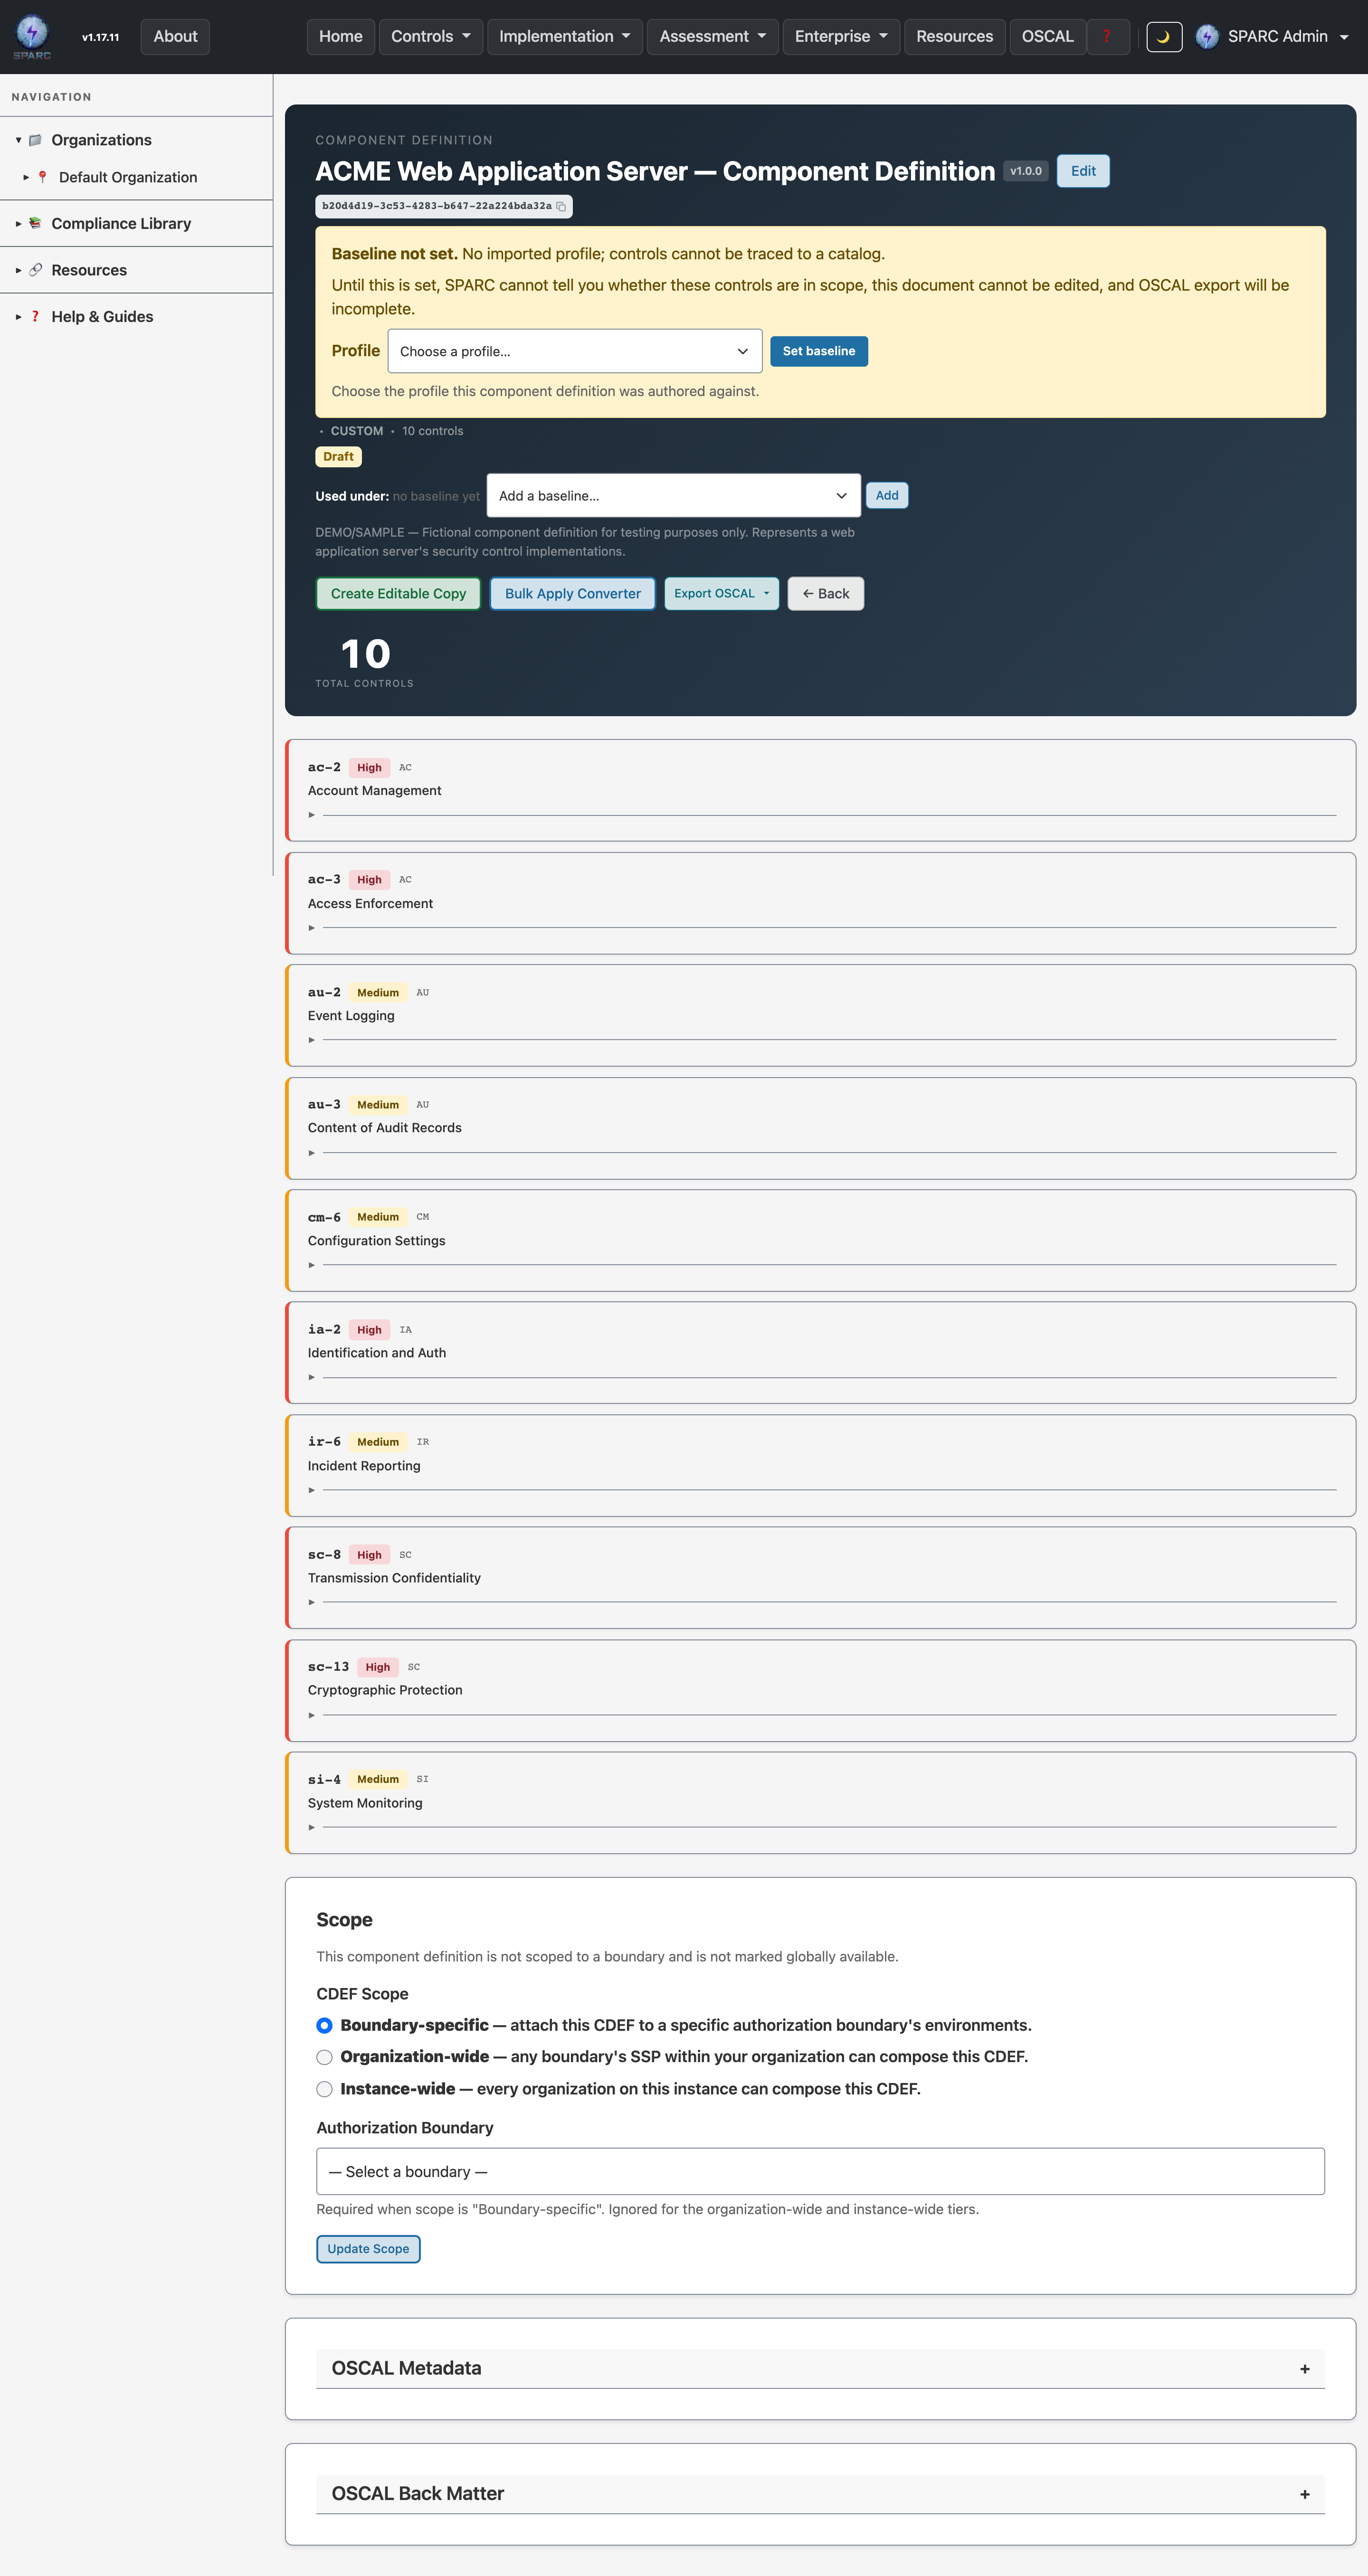 SPARC
v1.17.11
About
Home
Controls
Implementation
Assessment
Enterprise
Resources
OSCAL
?
SPARC Admin
NAVIGATION
Organizations
Default Organization
Compliance Library
Resources
? Help & Guides
COMPONENT DEFINITION
ACME Web Application Server — Component Definition v1.0.0 Edit
b20d4d19-3c53-4283-b647-22a224bda32a
Baseline not set. No imported profile; controls cannot be traced to a catalog.
Until this is set, SPARC cannot tell you whether these controls are in scope, this document cannot be edited, and OSCAL export will be
incomplete.
Profile Choose a profile... Set baseline
Choose the profile this component definition was authored against.
• CUSTOM • 10 controls
Draft
Used under: no baseline yet Add a baseline... Add
DEMO/SAMPLE — Fictional component definition for testing purposes only. Represents a web
application server's security control implementations.
Create Editable Copy Bulk Apply Converter Export OSCAL ← Back
10
TOTAL CONTROLS
ac-2 High AC
Account Management
ac-3 High AC
Access Enforcement
au-2 Medium AU
Event Logging
au-3 Medium AU
Content of Audit Records
cm-6 Medium CM
Configuration Settings
ia-2 High IA
Identification and Auth
ir-6 Medium IR
Incident Reporting
sc-8 High SC
Transmission Confidentiality
sc-13 High SC
Cryptographic Protection
si-4 Medium SI
System Monitoring
Scope
This component definition is not scoped to a boundary and is not marked globally available.
CDEF Scope
Boundary-specific — attach this CDEF to a specific authorization boundary's environments.
Organization-wide — any boundary's SSP within your organization can compose this CDEF.
Instance-wide — every organization on this instance can compose this CDEF.
Authorization Boundary
— Select a boundary —
Required when scope is "Boundary-specific". Ignored for the organization-wide and instance-wide tiers.
Update Scope
OSCAL Metadata +
OSCAL Back Matter +